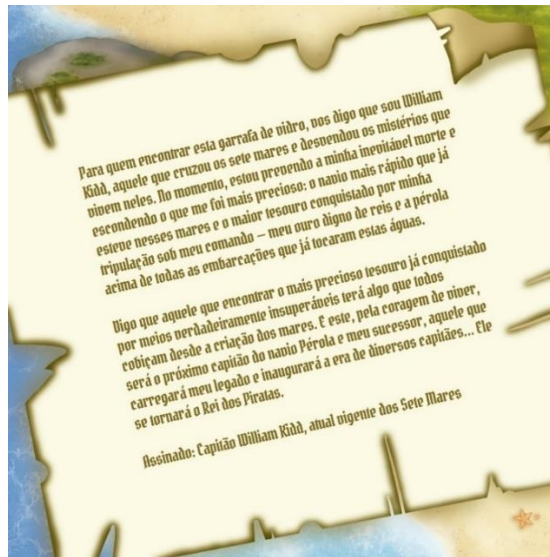 Para quem encontrar esta garrafa de vidro, vos digo que sou William
Kidd, aquele que cruzou os sete mares e desvendou os mistérios que
vivem neles. No momento, estou prevendo a minha inevitável morte e
escondendo o que me foi mais precioso: o navio mais rápido que já
esteve nesses mares e o maior tesouro conquistado por minha
tripulação sob meu comando – meu ouro digno de reis e a pérola
acima de todas as embarcações que já tocaram estas águas.
Digo que aquele que encontrar o mais precioso tesouro já conquistado
por meios verdadeiramente insuperáveis terá algo que todos
cobiçam desde a criação dos mares. E este, pela coragem de viver,
será o próximo capitão do navio Pérola e meu sucessor, aquele que
carregará meu legado e inaugurará a era de diversos capitães... Ele
se tornará o Rei dos Piratas.
Assinado: Capitão William Kidd, atual vigente dos Sete Mares